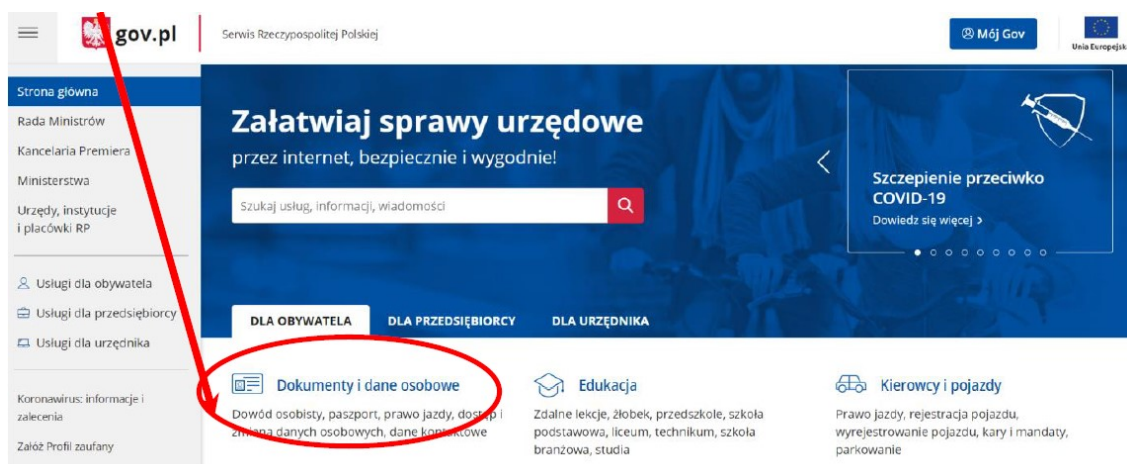 gov.pl
Serwis Rzeczypospolitej Polskiej
Mój Gov
Unia Europejsk
Strona główna
Rada Ministrów
Kancelaria Premiera
Ministerstwa
Urzędy, instytucje
i placówki RP
Usługi dla obywatela
Usługi dla przedsiębiorcy
Usługi dla urzędnika
Koronawirus: informacje i
zalecenia
Załóż Profil zaufany
Załatwiaj sprawy urzędowe
przez internet, bezpiecznie i wygodnie!
Szukaj usług, informacji, wiadomości
Szczepienie przeciwko
COVID-19
Dowiedz się więcej >
DLA OBYWATELA
DLA PRZEDSIĘBIORCY
DLA URZĘDNIKA
Dokumenty i dane osobowe
Dowód osobisty, paszport, prawo jazdy, dostęp i
zmiana danych osobowych, dane kontaktowe
Edukacja
Zdalne lekcje, żłobek, przedszkole, szkoła
podstawowa, liceum, technikum, szkoła
branżowa, studia
Kierowcy i pojazdy
Prawo jazdy, rejestracja pojazdu,
wyrejestrowanie pojazdu, kary i mandaty,
parkowanie